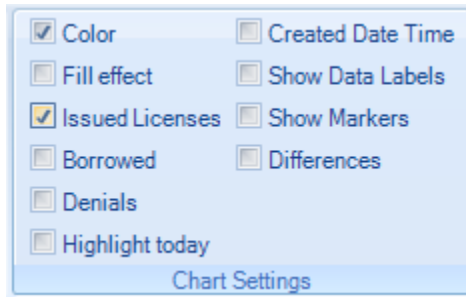 Color
Fill effect
Issued Licenses
Borrowed
Denials
Highlight today
Created Date Time
Show Data Labels
Show Markers
Differences
Chart Settings